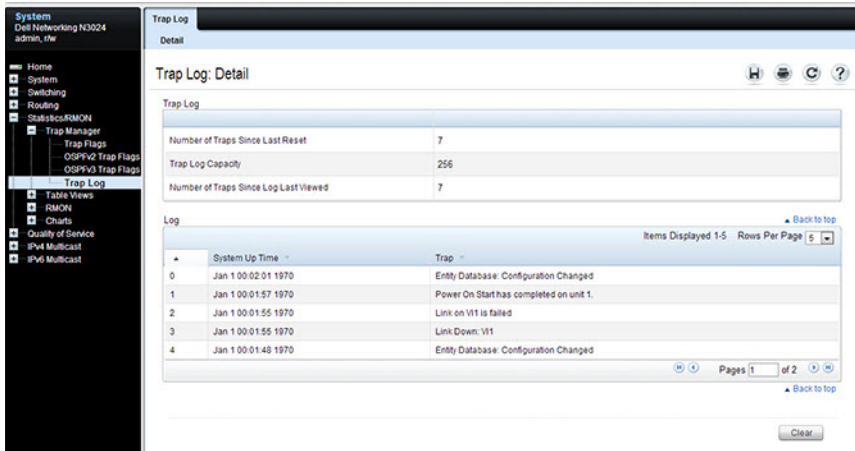 System
Dell Networking N3024
admin, r/w
Home
System
Switching
Routing
Statistics/RMON
Trap Manager
Trap Flags
OSPFv2 Trap Flags
OSPFv3 Trap Flags
Trap Log
Table Views
RMON
Charts
Quality of Service
IPv4 Multicast
IPv6 Multicast
Trap Log
Detail
Trap Log: Detail
Trap Log
Number of Traps Since Last Reset 7
Trap Log Capacity 256
Number of Traps Since Log Last Viewed 7
Log
Back to top
Items Displayed 1-5 Rows Per Page 5
System Up Time Trap
0 Jan 1 00:02:01 1970 Entity Database: Configuration Changed
1 Jan 1 00:01:57 1970 Power On Start has completed on unit 1.
2 Jan 1 00:01:55 1970 Link on Vl1 is failed
3 Jan 1 00:01:55 1970 Link Down: Vl1
4 Jan 1 00:01:48 1970 Entity Database: Configuration Changed
Pages 1 of 2
Back to top
Clear